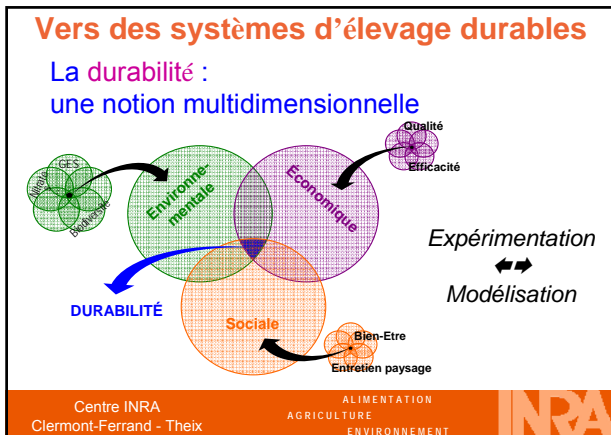 Vers des systèmes d'élevage durables
La durabilité :
une notion multidimensionnelle
Qualité
Efficacité
GES
Biodiversité
Environne-
mentale
Économique
Expérimentation
Modélisation
DURABILITÉ
Sociale
Bien-Etre
Entretien paysage
Centre INRA
Clermont-Ferrand - Theix
ALIMENTATION
AGRICULTURE
ENVIRONNEMENT
INRA